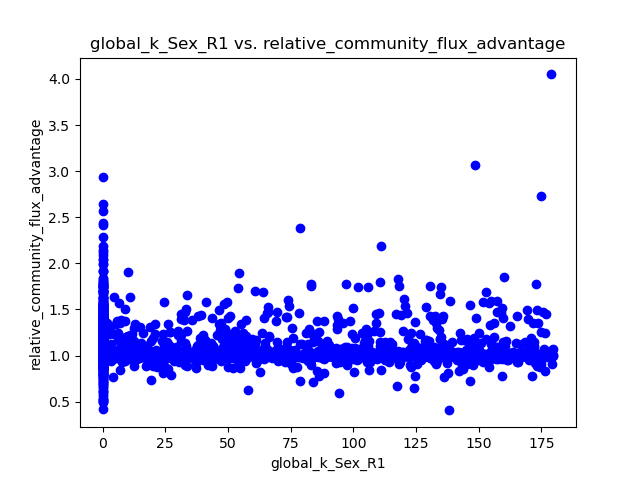 global_k_Sex_R1 vs. relative_community_flux_advantage
4.0
3.5
3.0
2.5
2.0
1.5
1.0
0.5
relative_community_flux_advantage
0 25 50 75 100 125 150 175
global_k_Sex_R1